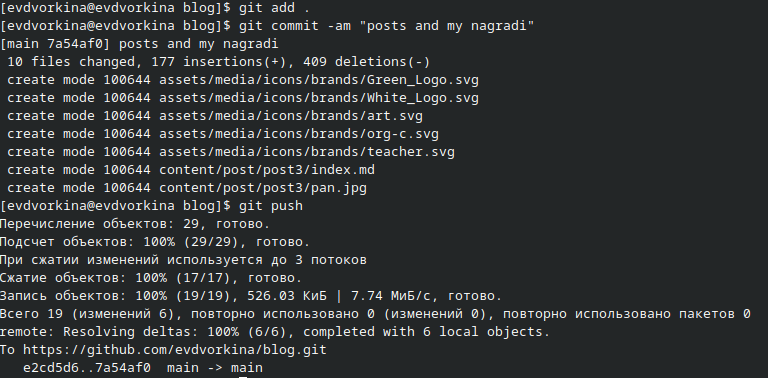 [evdvorkina@evdvorkina blog]$ git add .
[evdvorkina@evdvorkina blog]$ git commit -am "posts and my nagradi"
[main 7a54af0] posts and my nagradi
 10 files changed, 177 insertions(+), 409 deletions(-)
 create mode 100644 assets/media/icons/brands/Green_Logo.svg
 create mode 100644 assets/media/icons/brands/White_Logo.svg
 create mode 100644 assets/media/icons/brands/art.svg
 create mode 100644 assets/media/icons/brands/org-c.svg
 create mode 100644 assets/media/icons/brands/teacher.svg
 create mode 100644 content/post/post3/index.md
 create mode 100644 content/post/post3/pan.jpg
[evdvorkina@evdvorkina blog]$ git push
Перечисление объектов: 29, готово.
Подсчет объектов: 100% (29/29), готово.
При сжатии изменений используется до 3 потоков
Сжатие объектов: 100% (17/17), готово.
Запись объектов: 100% (19/19), 526.03 КиБ | 7.74 МиБ/с, готово.
Всего 19 (изменений 6), повторно использовано 0 (изменений 0), повторно использовано пакетов 0
remote: Resolving deltas: 100% (6/6), completed with 6 local objects.
To https://github.com/evdvorkina/blog.git
   e2cd5d6..7a54af0  main -> main